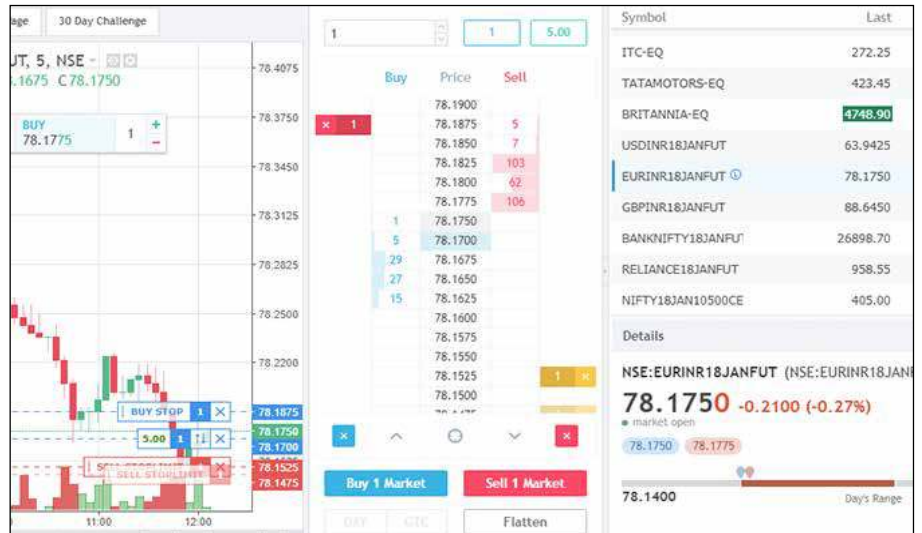 age 30 Day Challenge
UT, 5, NSE
.1675 C78.1750
BUY
78.1775
1
+
−
78.4075
78.3750
78.3450
78.3125
78.2825
78.2500
78.2200
78.1875
78.1750
78.1700
78.1525
78.1475
BUY STOP 1 ×
5.00 1 ×
SELL STOPLIMIT
11:00 12:00
1 1 5.00
Buy Price Sell
78.1900
× 1 78.1875 5
78.1850 7
78.1825 103
78.1800 62
78.1775 106
1 78.1750
5 78.1700
29 78.1675
27 78.1650
15 78.1625
78.1600
78.1575
78.1550
78.1525 1 ×
78.1500
Buy 1 Market Sell 1 Market
DAY GTC Flatten
Symbol Last
ITC-EQ 272.25
TATAMOTORS-EQ 423.45
BRITANNIA-EQ 4748.90
USDINR18JANFUT 63.9425
EURINR18JANFUT 78.1750
GBPINR18JANFUT 88.6450
BANKNIFTY18JANFUT 26898.70
RELIANCE18JANFUT 958.55
NIFTY18JAN10500CE 405.00
Details
NSE:EURINR18JANFUT (NSE:EURINR18JANF
78.1750 -0.2100 (-0.27%)
market open
78.1750 78.1775
78.1400 Day's Range